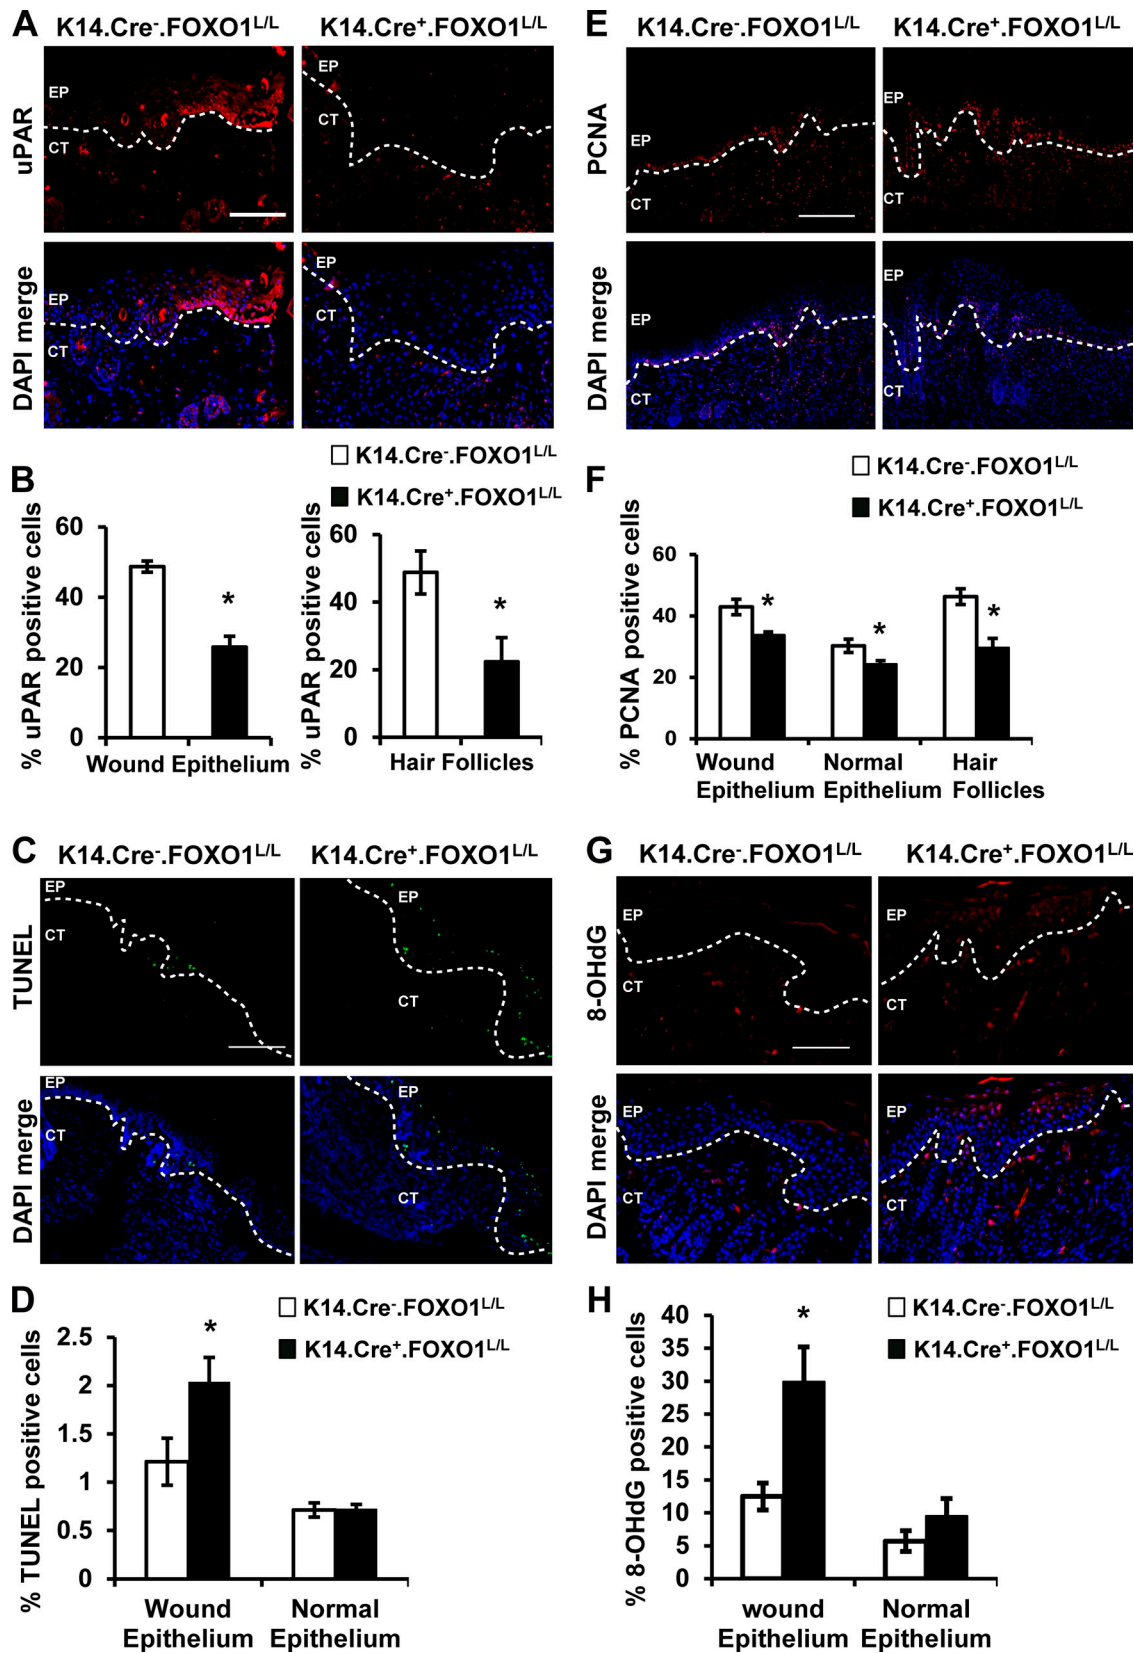 A
K14.Cre-.FOXO1L/L
K14.Cre+.FOXO1L/L
uPAR
EP
CT
EP
CT
DAPI merge
EP
CT
EP
CT
B
K14.Cre-.FOXO1L/L
K14.Cre+.FOXO1L/L
% uPAR positive cells
60
40
20
0
Wound Epithelium
% uPAR positive cells
60
40
20
0
Hair Follicles
C
K14.Cre-.FOXO1L/L
K14.Cre+.FOXO1L/L
TUNEL
EP
CT
EP
CT
DAPI merge
EP
CT
EP
CT
D
K14.Cre-.FOXO1L/L
K14.Cre+.FOXO1L/L
% TUNEL positive cells
2.5
2
1.5
1
0.5
0
*
Wound
Epithelium
Normal
Epithelium
E
K14.Cre-.FOXO1L/L
K14.Cre+.FOXO1L/L
PCNA
EP
CT
EP
CT
DAPI merge
EP
CT
EP
CT
F
K14.Cre-.FOXO1L/L
K14.Cre+.FOXO1L/L
% PCNA positive cells
60
40
20
0
Wound
Epithelium
Normal
Epithelium
Hair
Follicles
G
K14.Cre-.FOXO1L/L
K14.Cre+.FOXO1L/L
8-OHdG
EP
CT
EP
CT
DAPI merge
EP
CT
EP
CT
H
K14.Cre-.FOXO1L/L
K14.Cre+.FOXO1L/L
% 8-OHdG positive cells
40
35
30
25
20
15
10
5
0
*
wound
Epithelium
Normal
Epithelium